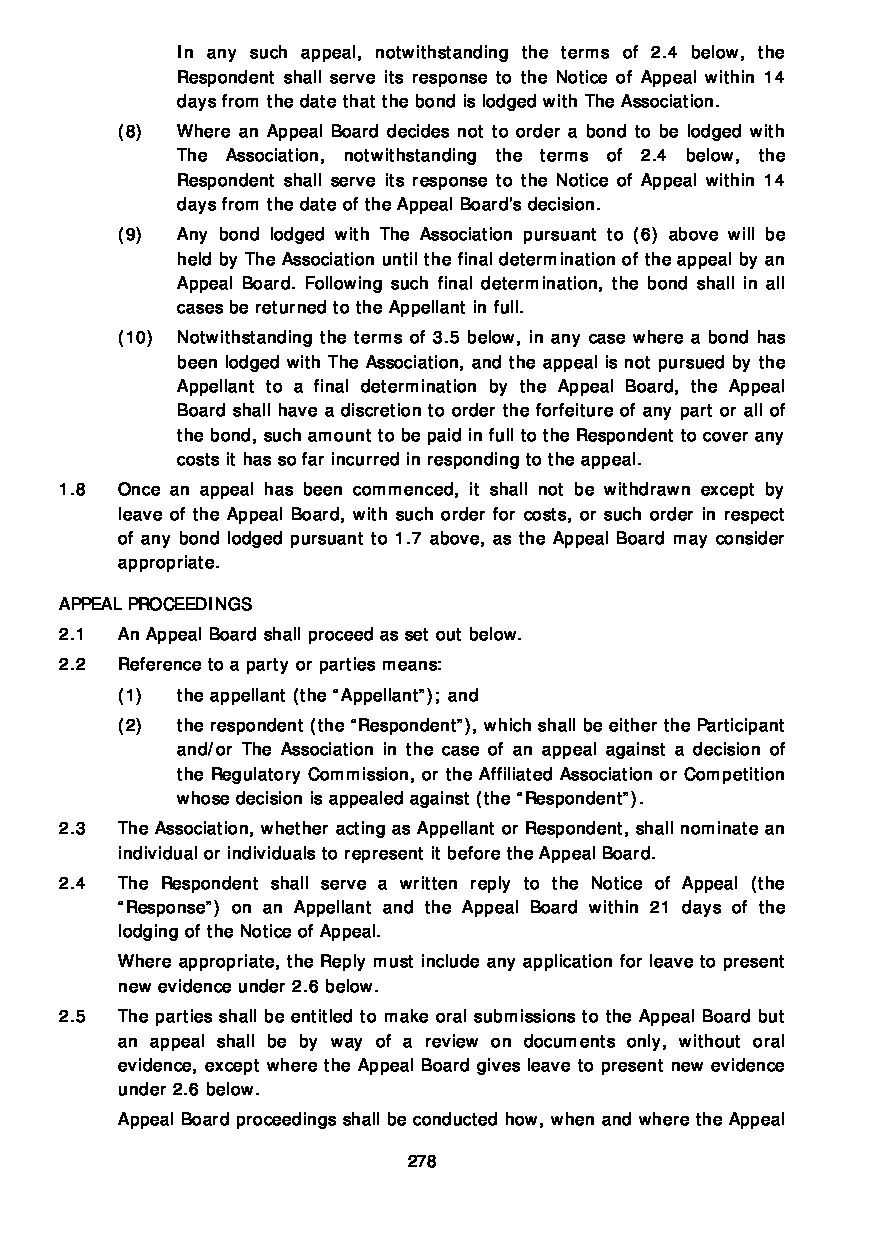 In any such appeal, notwithstanding the terms of 2.4 below, the
Respondent shall serve its response to the Notice of Appeal within 14
days from the date that the bond is lodged with The Association.
(8) Where an Appeal Board decides not to order a bond to be lodged with
The Association, notwithstanding the terms of 2.4 below, the
Respondent shall serve its response to the Notice of Appeal within 14
days from the date of the Appeal Board's decision.
(9) Any bond lodged with The Association pursuant to (6) above will be
held by The Association until the final determination of the appeal by an
Appeal Board. Following such final determination, the bond shall in all
cases be returned to the Appellant in full.
(10) Notwithstanding the terms of 3.5 below, in any case where a bond has
been lodged with The Association, and the appeal is not pursued by the
Appellant to a final determination by the Appeal Board, the Appeal
Board shall have a discretion to order the forfeiture of any part or all of
the bond, such amount to be paid in full to the Respondent to cover any
costs it has so far incurred in responding to the appeal.
1.8 Once an appeal has been commenced, it shall not be withdrawn except by
leave of the Appeal Board, with such order for costs, or such order in respect
of any bond lodged pursuant to 1.7 above, as the Appeal Board may consider
appropriate.
APPEAL PROCEEDINGS
2.1 An Appeal Board shall proceed as set out below.
2.2 Reference to a party or parties means:
(1) the appellant (the “Appellant”); and
(2) the respondent (the “Respondent”), which shall be either the Participant
and/or The Association in the case of an appeal against a decision of
the Regulatory Commission, or the Affiliated Association or Competition
whose decision is appealed against (the “Respondent”).
2.3 The Association, whether acting as Appellant or Respondent, shall nominate an
individual or individuals to represent it before the Appeal Board.
2.4 The Respondent shall serve a written reply to the Notice of Appeal (the
“Response”) on an Appellant and the Appeal Board within 21 days of the
lodging of the Notice of Appeal.
Where appropriate, the Reply must include any application for leave to present
new evidence under 2.6 below.
2.5 The parties shall be entitled to make oral submissions to the Appeal Board but
an appeal shall be by way of a review on documents only, without oral
evidence, except where the Appeal Board gives leave to present new evidence
under 2.6 below.
Appeal Board proceedings shall be conducted how, when and where the Appeal
278